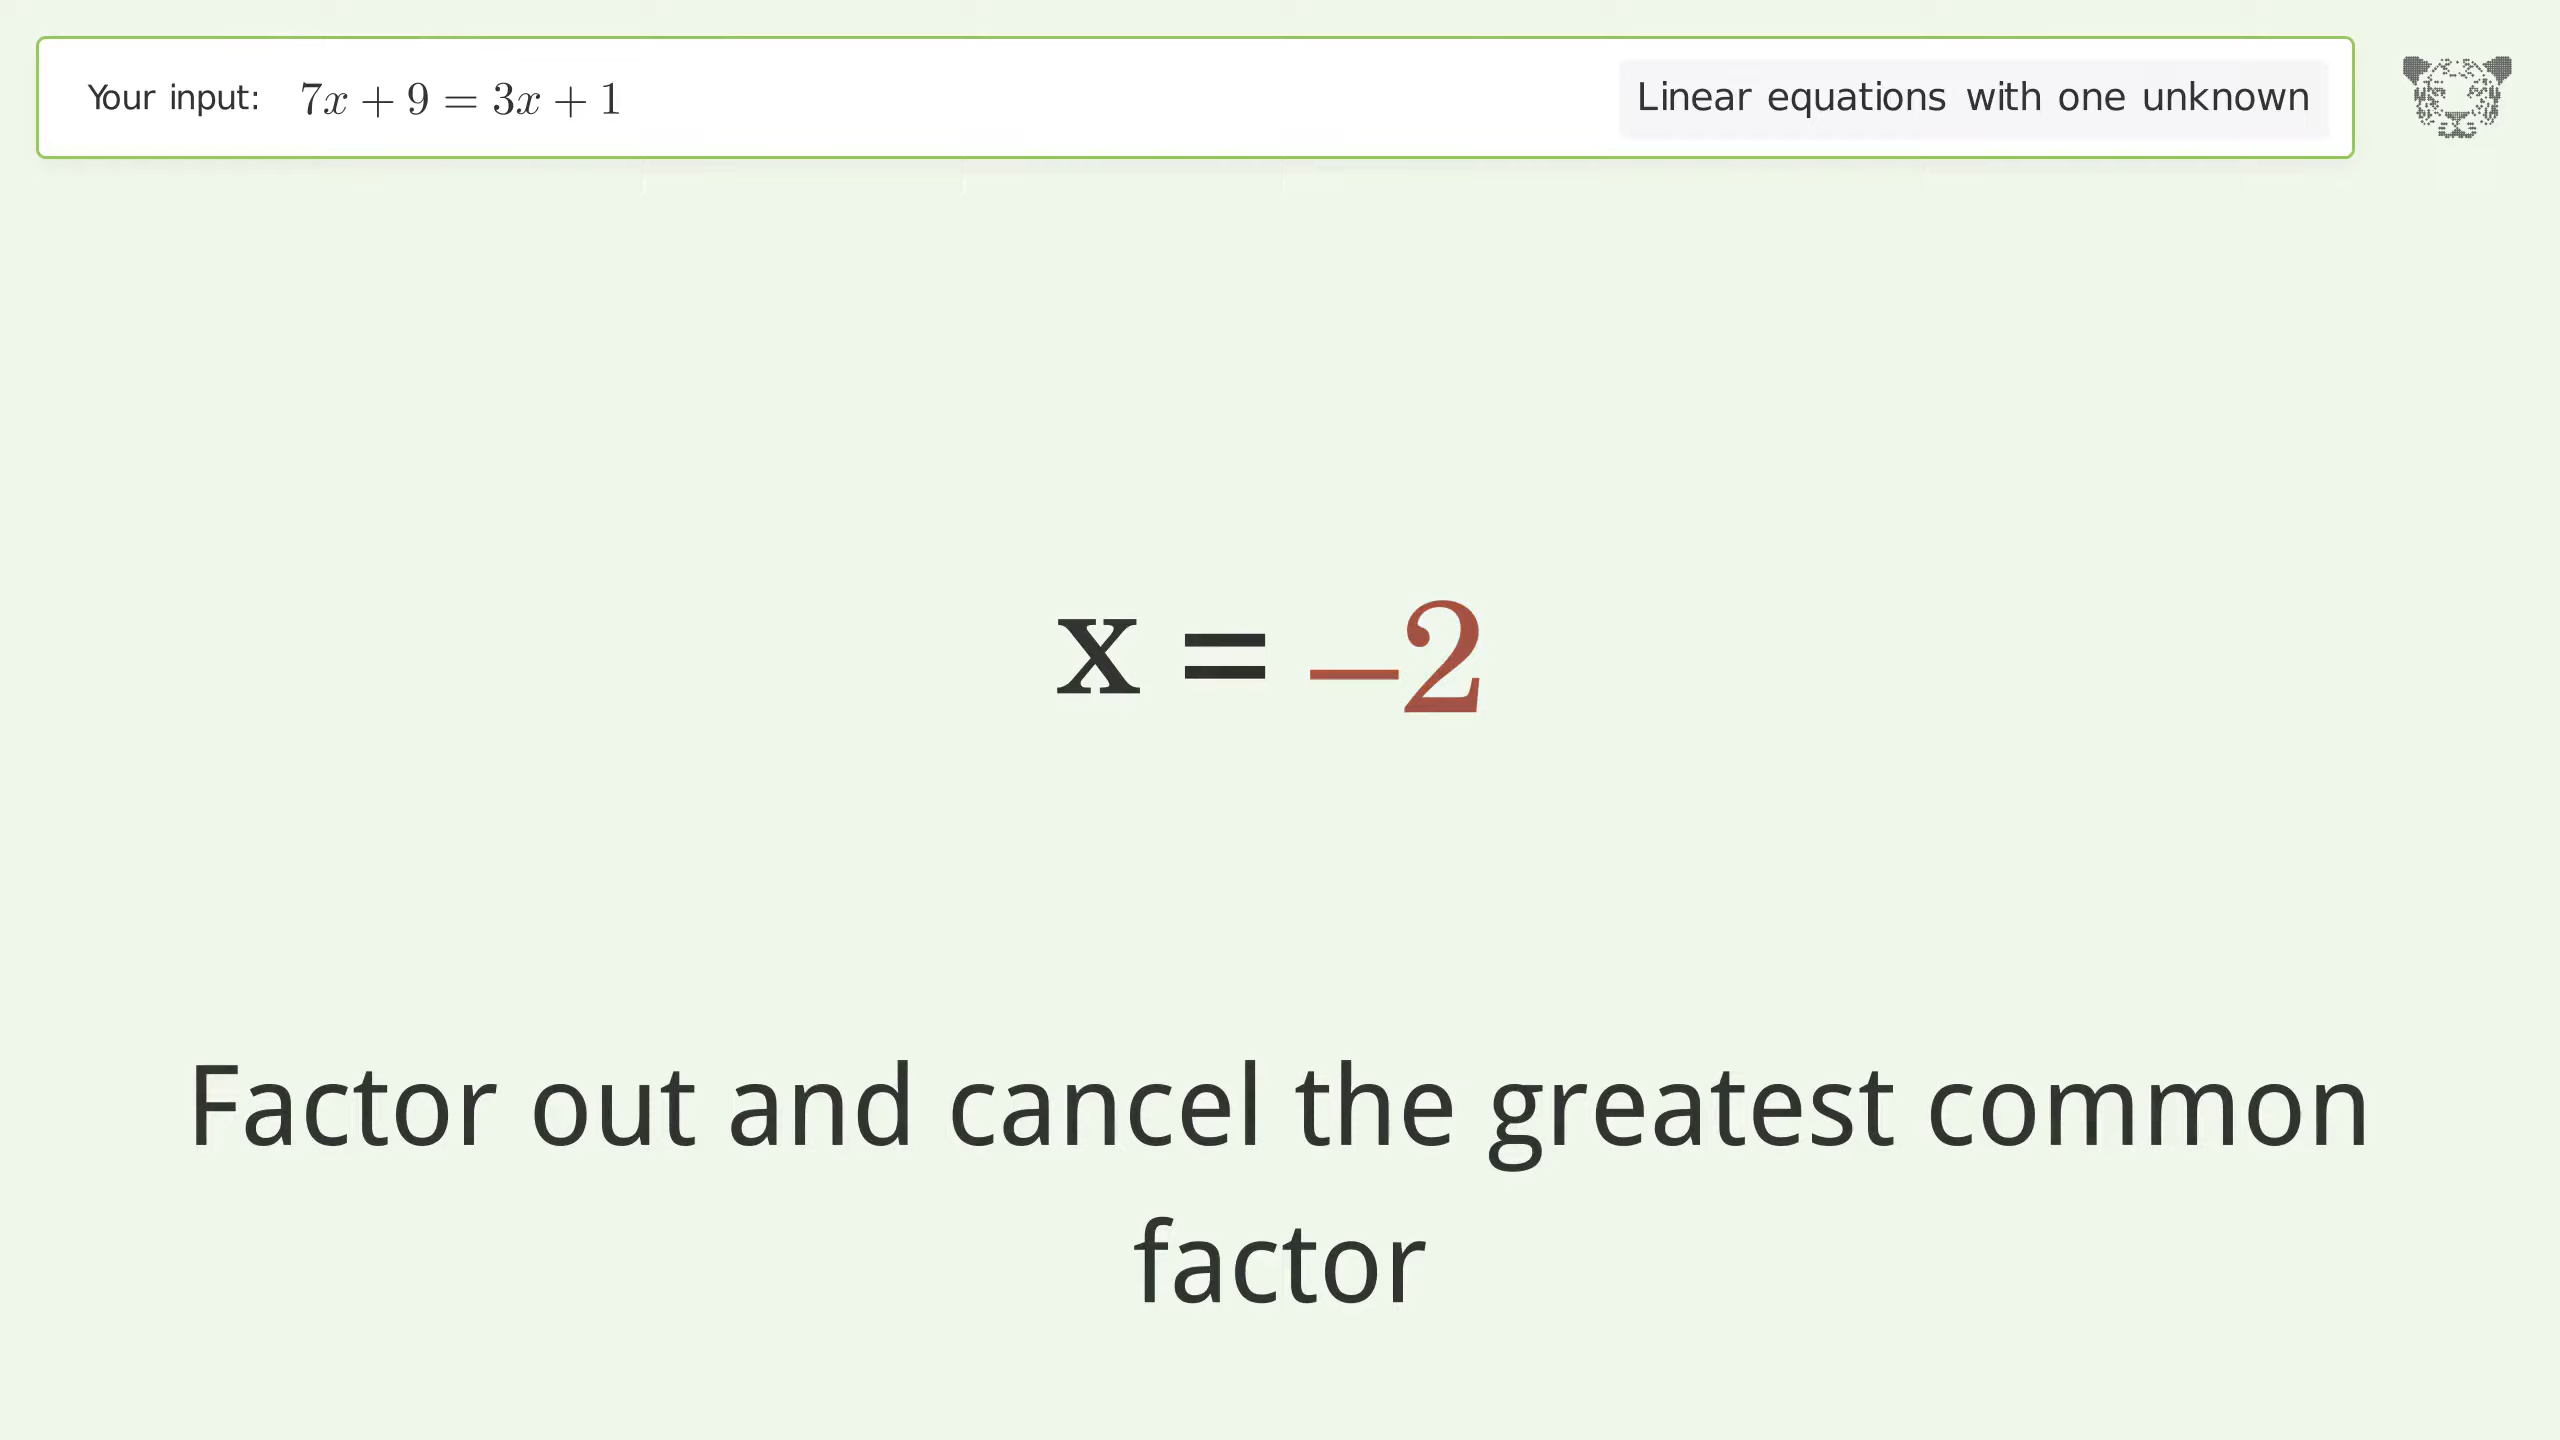 Your input: 7x + 9 = 3x + 1
Linear equations with one unknown
x = −2
Factor out and cancel the greatest common
factor